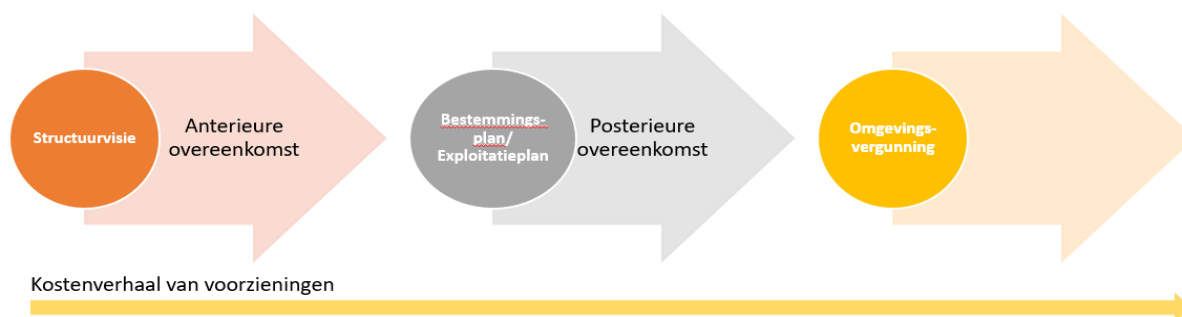 Structuurvisie
Anterieure
overeenkomst
Bestemmings-
plan/
Exploitatieplan
Posterieure
overeenkomst
Omgevings-
vergunning
Kostenverhaal van voorzieningen